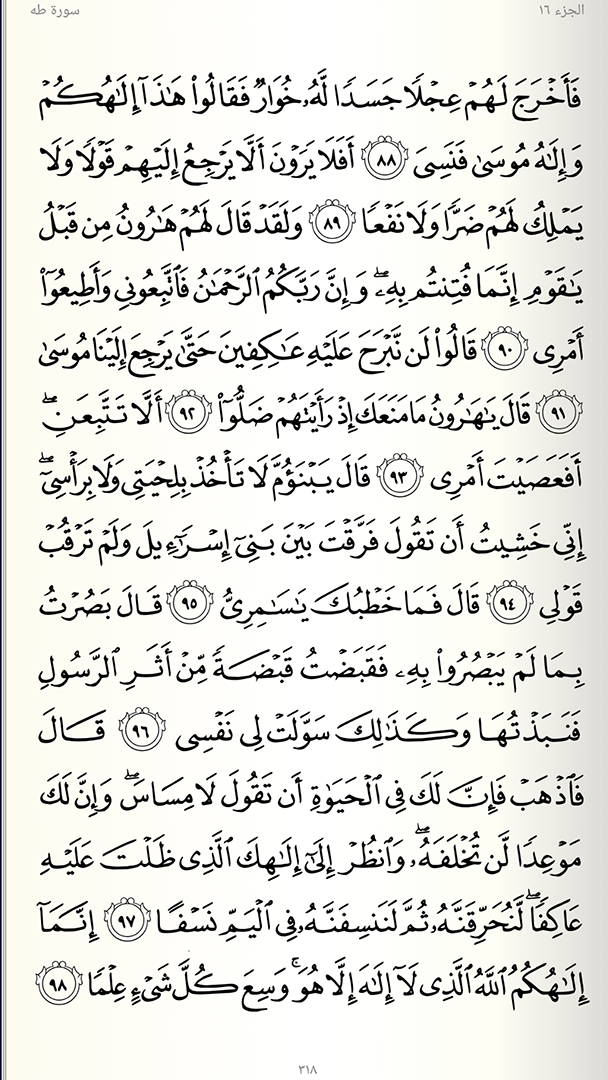 الجزء ١٦
سورة طه
فَأَخْرَجَ لَهُمْ عِجْلًا جَسَدًا لَّهُۥ خُوَارٌ فَقَالُوا۟ هَٰذَآ إِلَٰهُكُمْ
وَإِلَٰهُ مُوسَىٰ فَنَسِىَ ٨٨ أَفَلَا يَرَوْنَ أَلَّا يَرْجِعُ إِلَيْهِمْ قَوْلًا وَلَا
يَمْلِكُ لَهُمْ ضَرًّا وَلَا نَفْعًا ٨٩ وَلَقَدْ قَالَ لَهُمْ هَٰرُونُ مِن قَبْلُ
يَٰقَوْمِ إِنَّمَا فُتِنتُم بِهِۦۖ وَإِنَّ رَبَّكُمُ ٱلرَّحْمَٰنُ فَٱتَّبِعُونِى وَأَطِيعُوٓا۟
أَمْرِى ٩٠ قَالُوا۟ لَن نَّبْرَحَ عَلَيْهِ عَٰكِفِينَ حَتَّىٰ يَرْجِعَ إِلَيْنَا مُوسَىٰ
٩١ قَالَ يَٰهَٰرُونُ مَا مَنَعَكَ إِذْ رَأَيْتَهُمْ ضَلُّوٓا۟ ٩٢ أَلَّا تَتَّبِعَنِۖ
أَفَعَصَيْتَ أَمْرِى ٩٣ قَالَ يَبْنَؤُمَّ لَا تَأْخُذْ بِلِحْيَتِى وَلَا بِرَأْسِىٓۖ
إِنِّى خَشِيتُ أَن تَقُولَ فَرَّقْتَ بَيْنَ بَنِىٓ إِسْرَٰٓءِيلَ وَلَمْ تَرْقُبْ
قَوْلِى ٩٤ قَالَ فَمَا خَطْبُكَ يَٰسَٰمِرِىُّ ٩٥ قَالَ بَصُرْتُ
بِمَا لَمْ يَبْصُرُوا۟ بِهِۦ فَقَبَضْتُ قَبْضَةً مِّنْ أَثَرِ ٱلرَّسُولِ
فَنَبَذْتُهَا وَكَذَٰلِكَ سَوَّلَتْ لِى نَفْسِى ٩٦ قَالَ
فَٱذْهَبْ فَإِنَّ لَكَ فِى ٱلْحَيَوٰةِ أَن تَقُولَ لَا مِسَاسَۖ وَإِنَّ لَكَ
مَوْعِدًا لَّن تُخْلَفَهُۥۖ وَٱنظُرْ إِلَىٰٓ إِلَٰهِكَ ٱلَّذِى ظَلْتَ عَلَيْهِ
عَاكِفًاۖ لَّنُحَرِّقَنَّهُۥ ثُمَّ لَنَنسِفَنَّهُۥ فِى ٱلْيَمِّ نَسْفًا ٩٧ إِنَّمَآ
إِلَٰهُكُمُ ٱللَّهُ ٱلَّذِى لَآ إِلَٰهَ إِلَّا هُوَۚ وَسِعَ كُلَّ شَىْءٍ عِلْمًا ٩٨
٣١٨